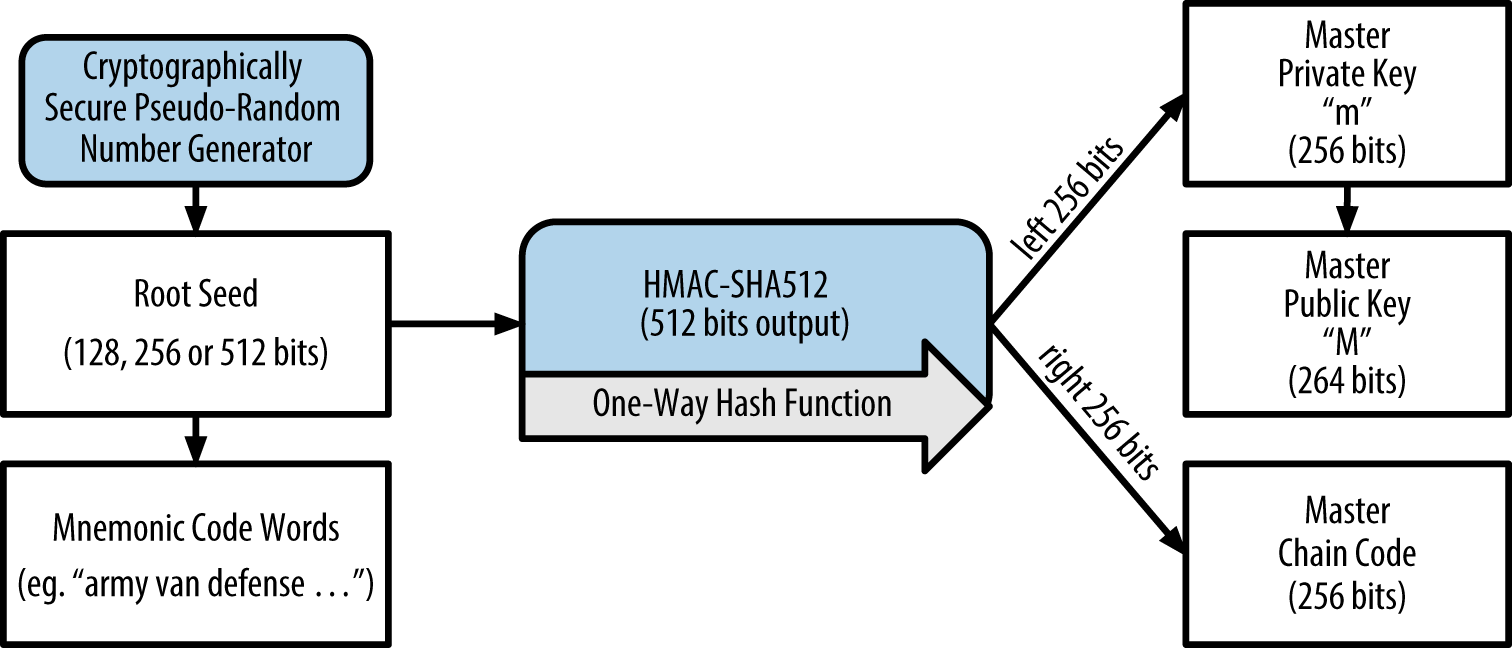 Cryptographically
Secure Pseudo-Random
Number Generator
Root Seed
(128, 256 or 512 bits)
Mnemonic Code Words
(eg. “army van defense …”)
HMAC-SHA512
(512 bits output)
One-Way Hash Function
left 256 bits
right 256 bits
Master
Private Key
“m”
(256 bits)
Master
Public Key
“M”
(264 bits)
Master
Chain Code
(256 bits)